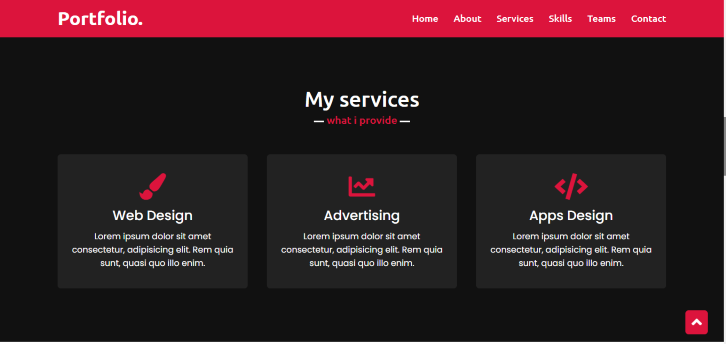 Portfolio.
Home About Services Skills Teams Contact
My services
— what i provide —
Web Design
Lorem ipsum dolor sit amet
consectetur, adipisicing elit. Rem quia
sunt, quasi quo illo enim.
Advertising
Lorem ipsum dolor sit amet
consectetur, adipisicing elit. Rem quia
sunt, quasi quo illo enim.
Apps Design
Lorem ipsum dolor sit amet
consectetur, adipisicing elit. Rem quia
sunt, quasi quo illo enim.